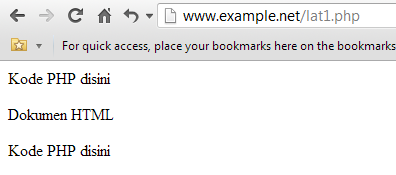 www.example.net/lat1.php
For quick access, place your bookmarks here on the bookmarks
Kode PHP disini
Dokumen HTML
Kode PHP disini